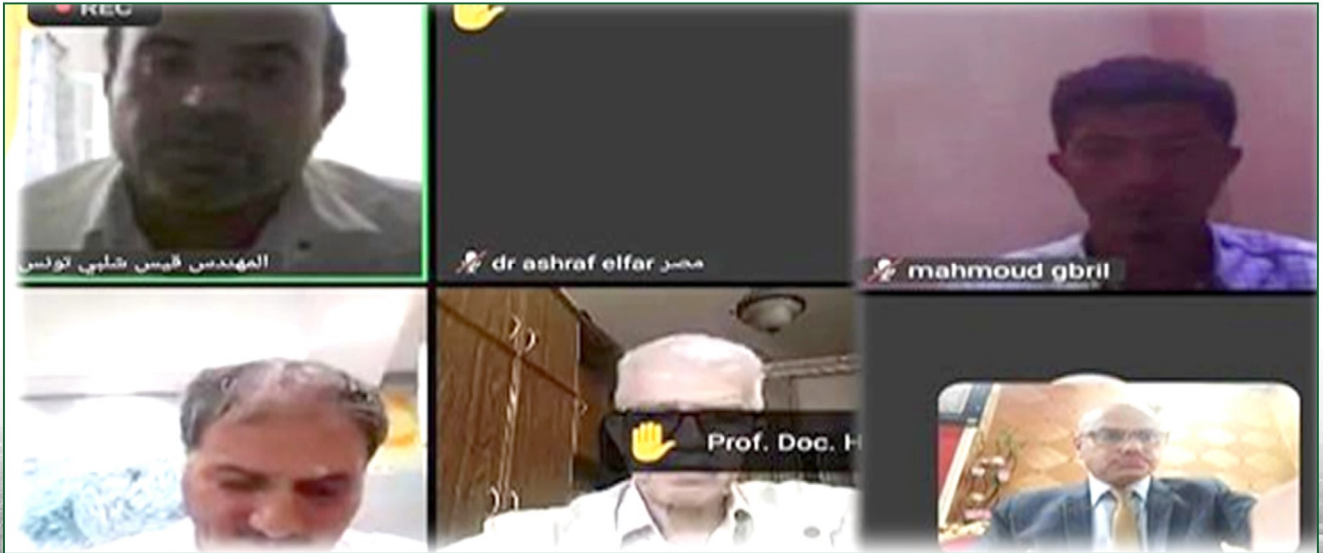 REC
المهندس قيس شلبي تونس
dr ashraf elfar مصر
mahmoud gbril
Prof. Doc. H